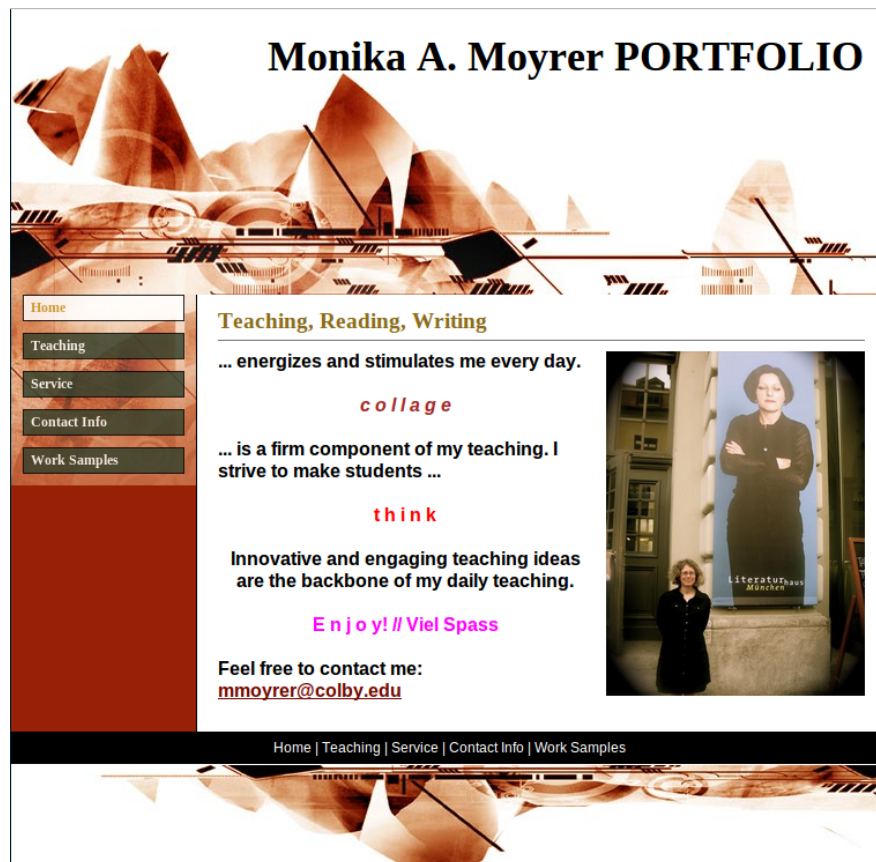 Monika A. Moyrer PORTFOLIO
Home
Teaching
Service
Contact Info
Work Samples
Teaching, Reading, Writing
... energizes and stimulates me every day.
c o l l a g e
... is a firm component of my teaching. I
strive to make students ...
t h i n k
Innovative and engaging teaching ideas
are the backbone of my daily teaching.
E n j o y! // Viel Spass
Feel free to contact me:
mmoyrer@colby.edu
Literaturhaus
München
Home | Teaching | Service | Contact Info | Work Samples